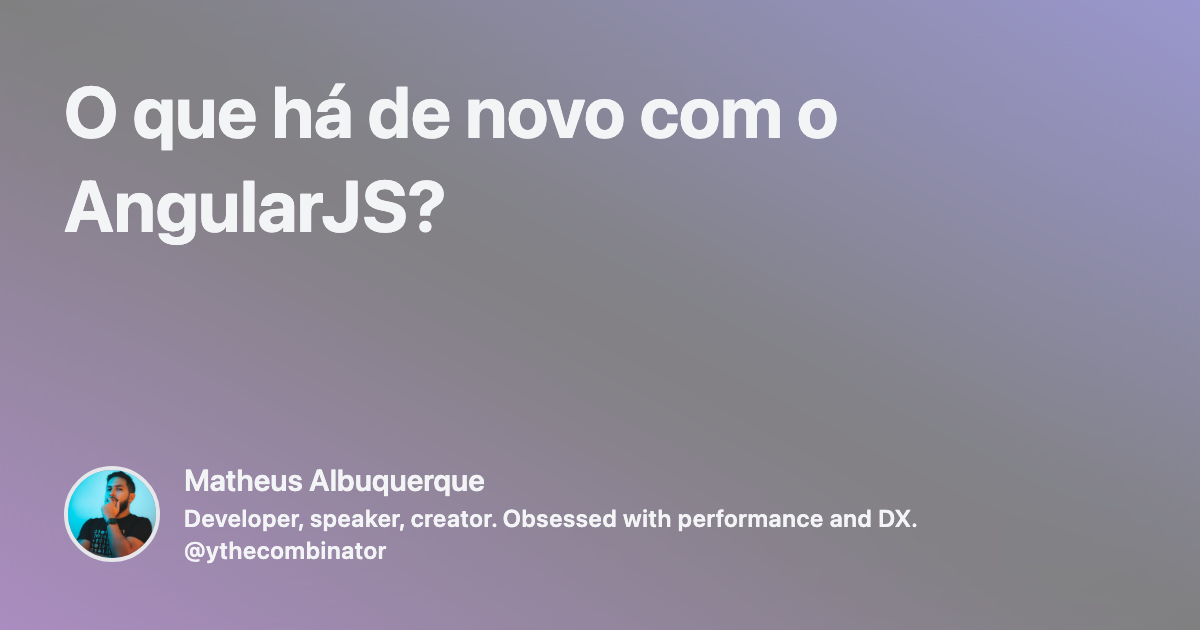 O que há de novo com o
AngularJS?
Matheus Albuquerque
Developer, speaker, creator. Obsessed with performance and DX.
@ythecombinator